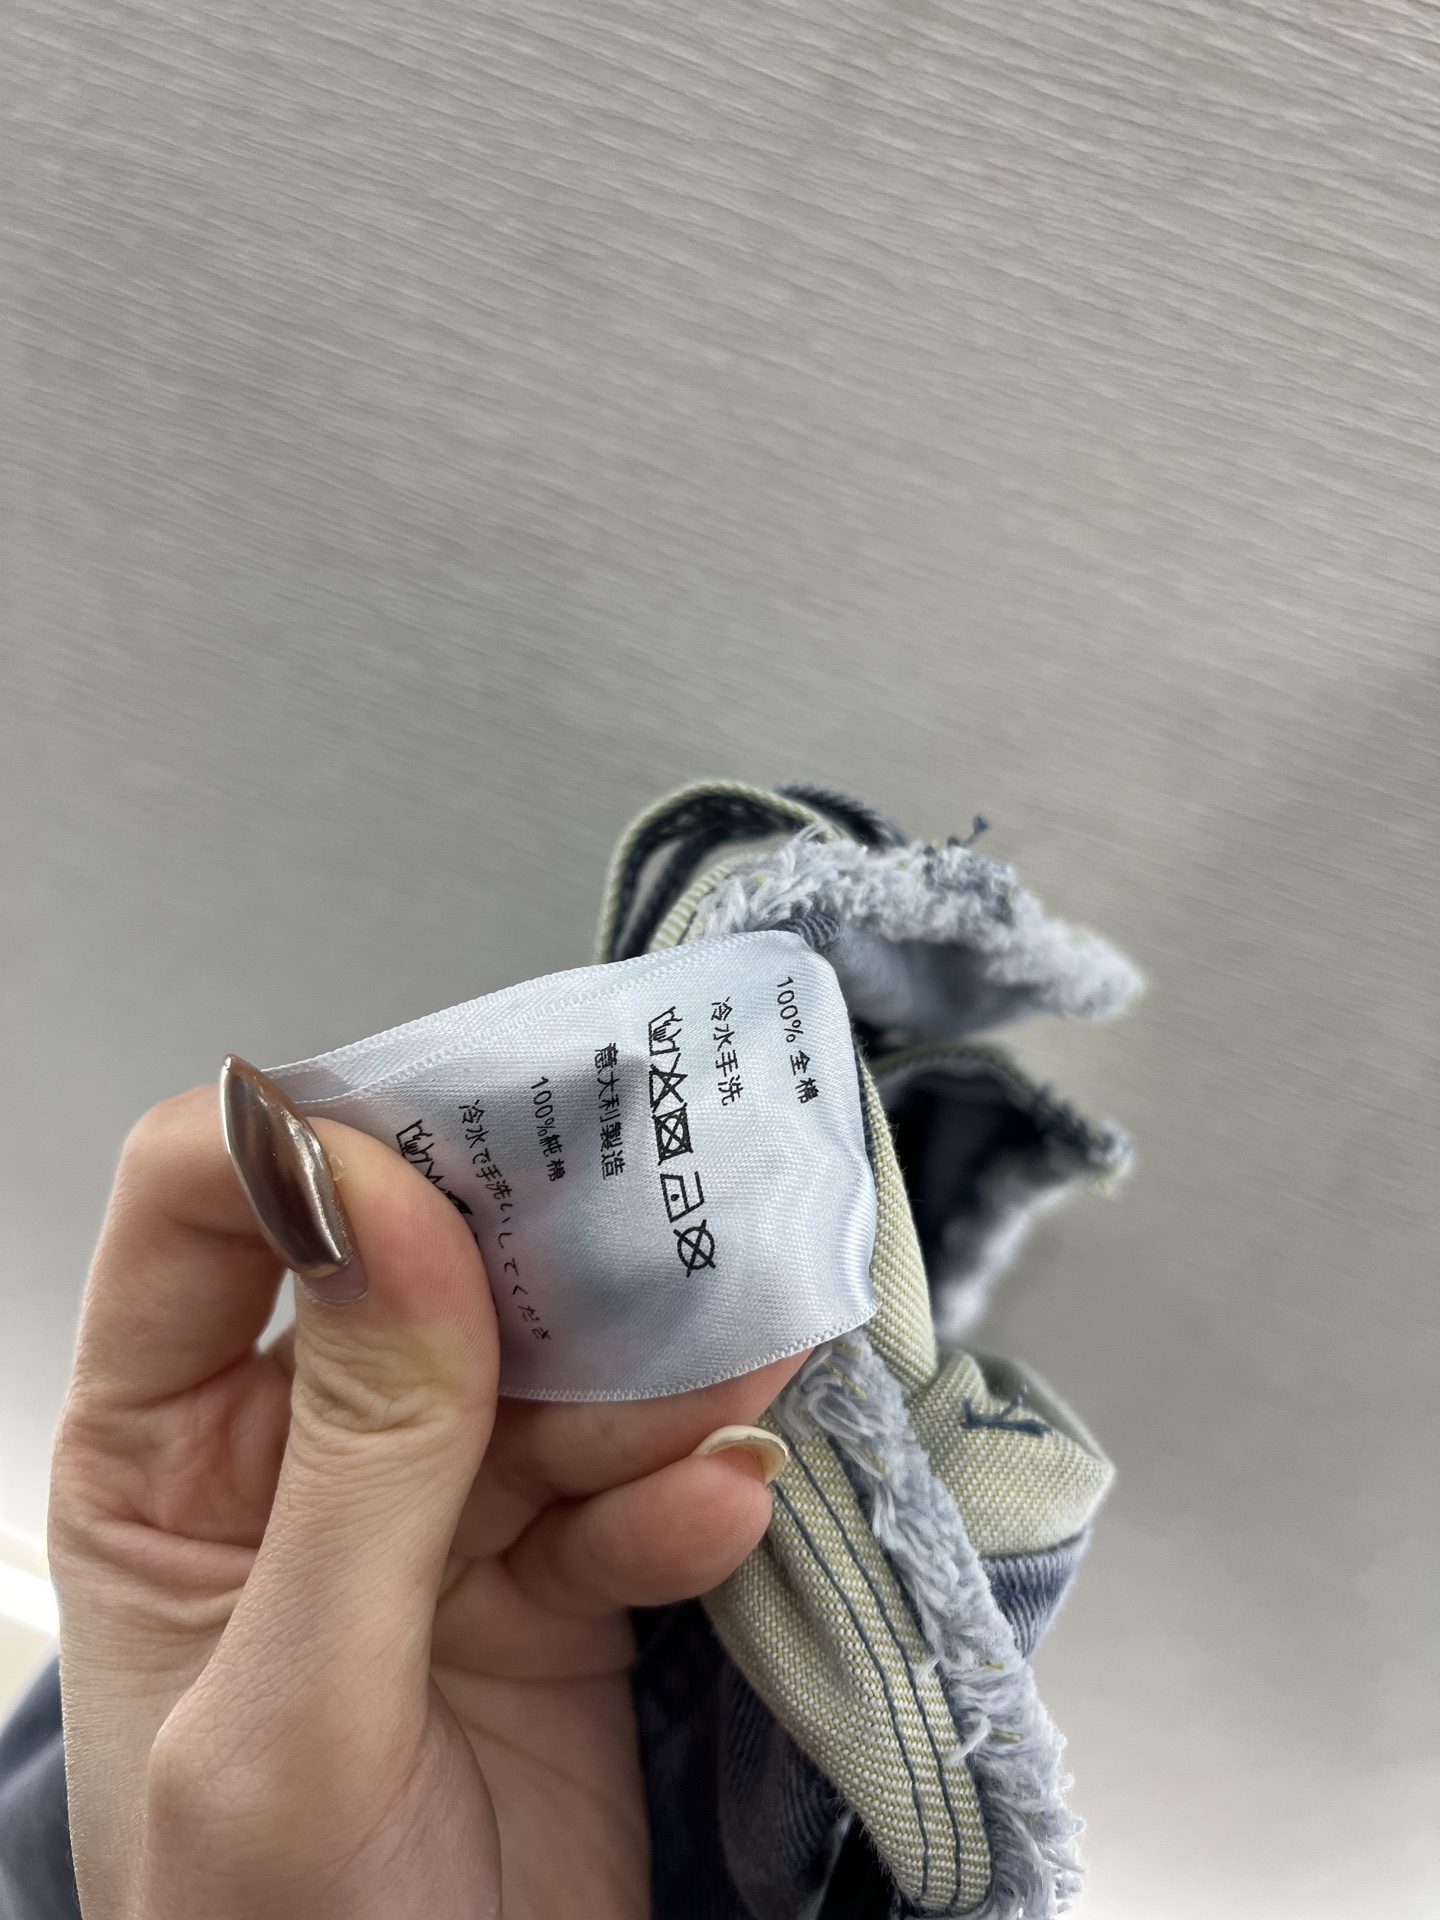 100% 全棉
冷水手洗
意大利製造
100%純棉
冷水で手洗いしてくださ